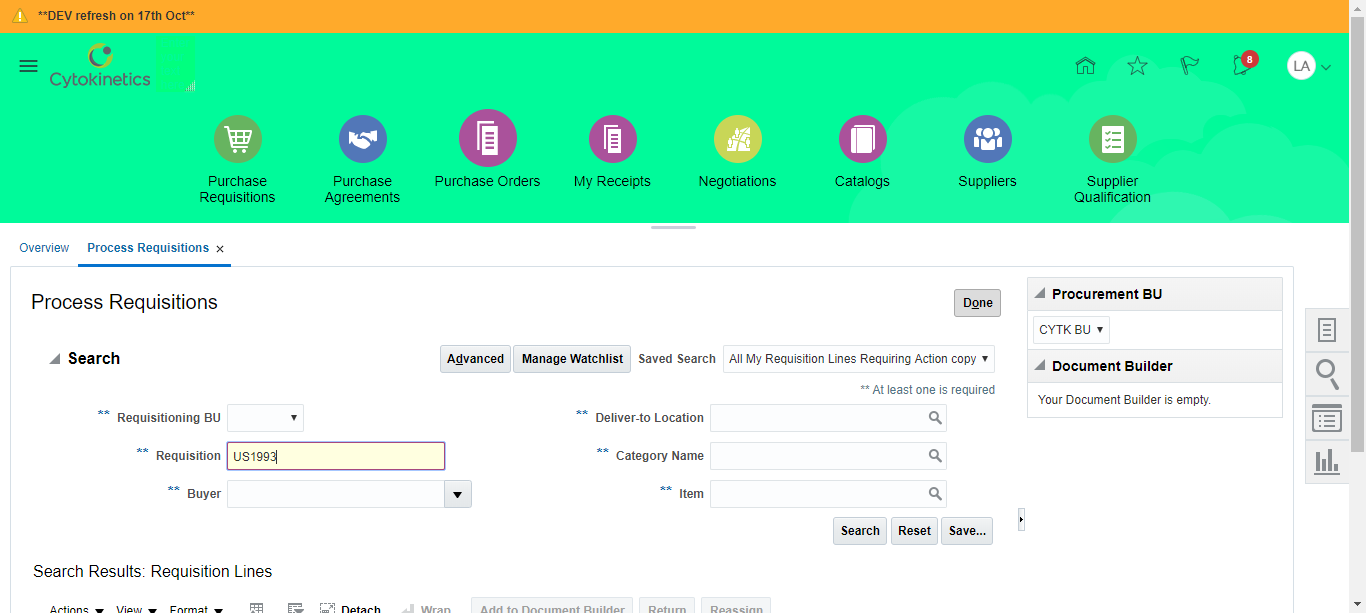 **DEV refresh on 17th Oct**
Cytokinetics
8
LA
Purchase
Requisitions
Purchase
Agreements
Purchase Orders
My Receipts
Negotiations
Catalogs
Suppliers
Supplier
Qualification
Overview
Process Requisitions ×
Process Requisitions
Done
Search
Advanced
Manage Watchlist
Saved Search
All My Requisition Lines Requiring Action copy
** At least one is required
** Requisitioning BU
** Deliver-to Location
** Requisition
US1993
** Category Name
** Buyer
** Item
Search
Reset
Save...
Procurement BU
CYTK BU
Document Builder
Your Document Builder is empty.
Search Results: Requisition Lines
Actions
View
Format
Detach
Wrap
Add to Document Builder
Return
Reassign